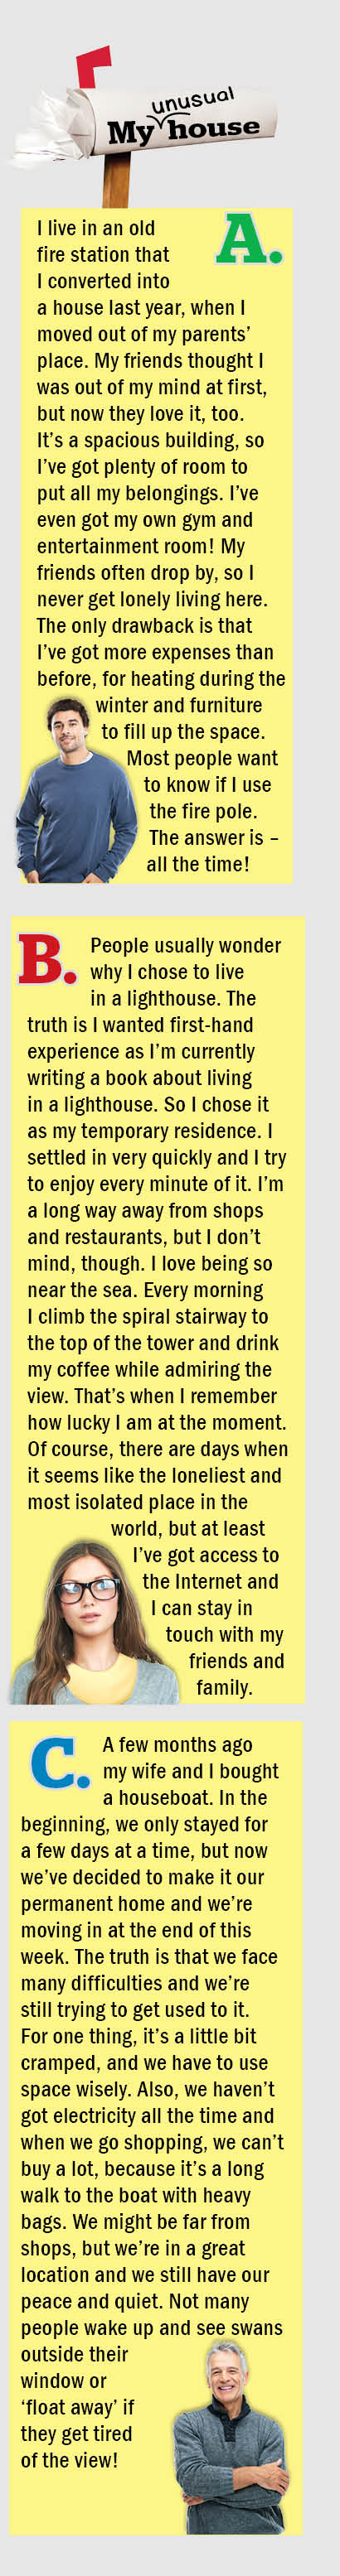 unusual
My house
A.
I live in an old
fire station that
I converted into
a house last year, when I
moved out of my parents’
place. My friends thought I
was out of my mind at first,
but now they love it, too.
It’s a spacious building, so
I’ve got plenty of room to
put all my belongings. I’ve
even got my own gym and
entertainment room! My
friends often drop by, so I
never get lonely living here.
The only drawback is that
I’ve got more expenses than
before, for heating during the
winter and furniture
to fill up the space.
Most people want
to know if I use
the fire pole.
The answer is –
all the time!
B.
People usually wonder
why I chose to live
in a lighthouse. The
truth is I wanted first-hand
experience as I’m currently
writing a book about living
in a lighthouse. So I chose it
as my temporary residence. I
settled in very quickly and I try
to enjoy every minute of it. I’m
a long way away from shops
and restaurants, but I don’t
mind, though. I love being so
near the sea. Every morning
I climb the spiral stairway to
the top of the tower and drink
my coffee while admiring the
view. That’s when I remember
how lucky I am at the moment.
Of course, there are days when
it seems like the loneliest and
most isolated place in the
world, but at least
I’ve got access to
the Internet and
I can stay in
touch with my
friends and
family.
C.
A few months ago
my wife and I bought
a houseboat. In the
beginning, we only stayed for
a few days at a time, but now
we’ve decided to make it our
permanent home and we’re
moving in at the end of this
week. The truth is that we face
many difficulties and we’re
still trying to get used to it.
For one thing, it’s a little bit
cramped, and we have to use
space wisely. Also, we haven’t
got electricity all the time and
when we go shopping, we can’t
buy a lot, because it’s a long
walk to the boat with heavy
bags. We might be far from
shops, but we’re in a great
location and we still have our
peace and quiet. Not many
people wake up and see swans
outside their
window or
‘float away’ if
they get tired
of the view!